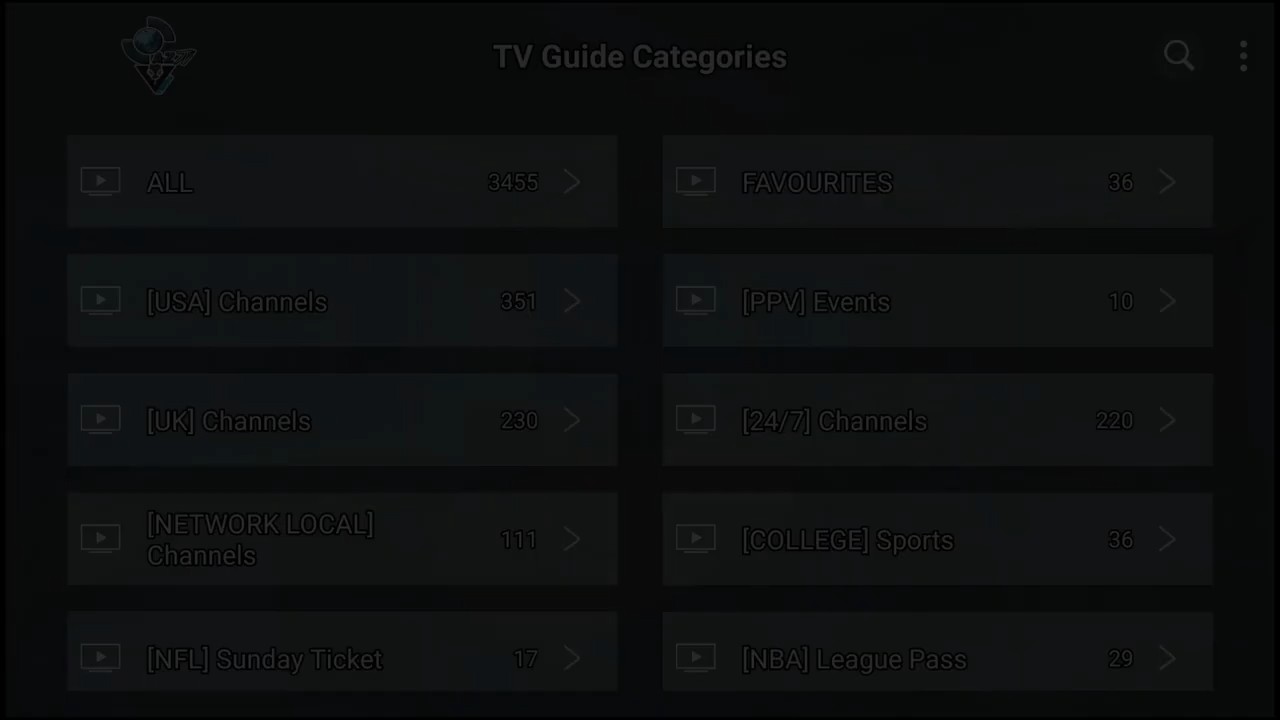 TV Guide Categories
ALL 3455
FAVOURITES 36
[USA] Channels 351
[PPV] Events 10
[UK] Channels 230
[24/7] Channels 220
[NETWORK LOCAL]
Channels 111
[COLLEGE] Sports 36
[NFL] Sunday Ticket 17
[NBA] League Pass 29